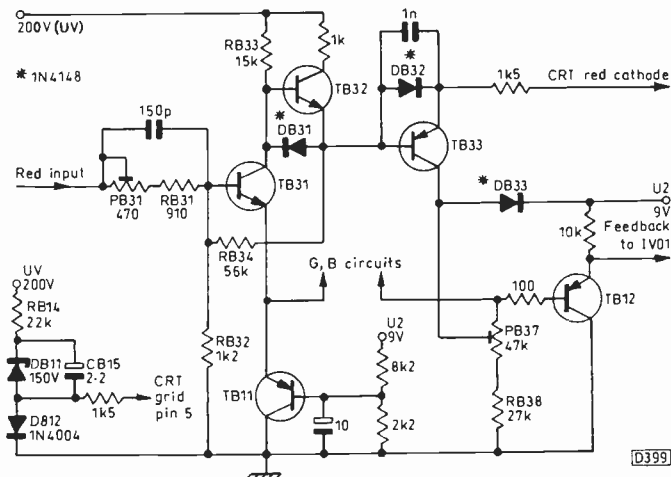 200V(UV)
* 1N4148
RB33
15k
1k
TB32
1n
*
DB32
1k5
CRT red cathode
150p
*
DB31
TB33
Red input
TB31
PB31
470
RB31
910
*
DB33
U2
9V
RB34
56k
G,B circuits
10k
Feedback
to IV01
UV
200V
RB14
22k
RB32
1k2
U2
9V
100
TB12
DB11
150V
CB15
2·2
8k2
PB37
47k
CRT
grid
pin 5
1k5
TB11
D812
1N4004
10
2k2
RB38
27k
D399